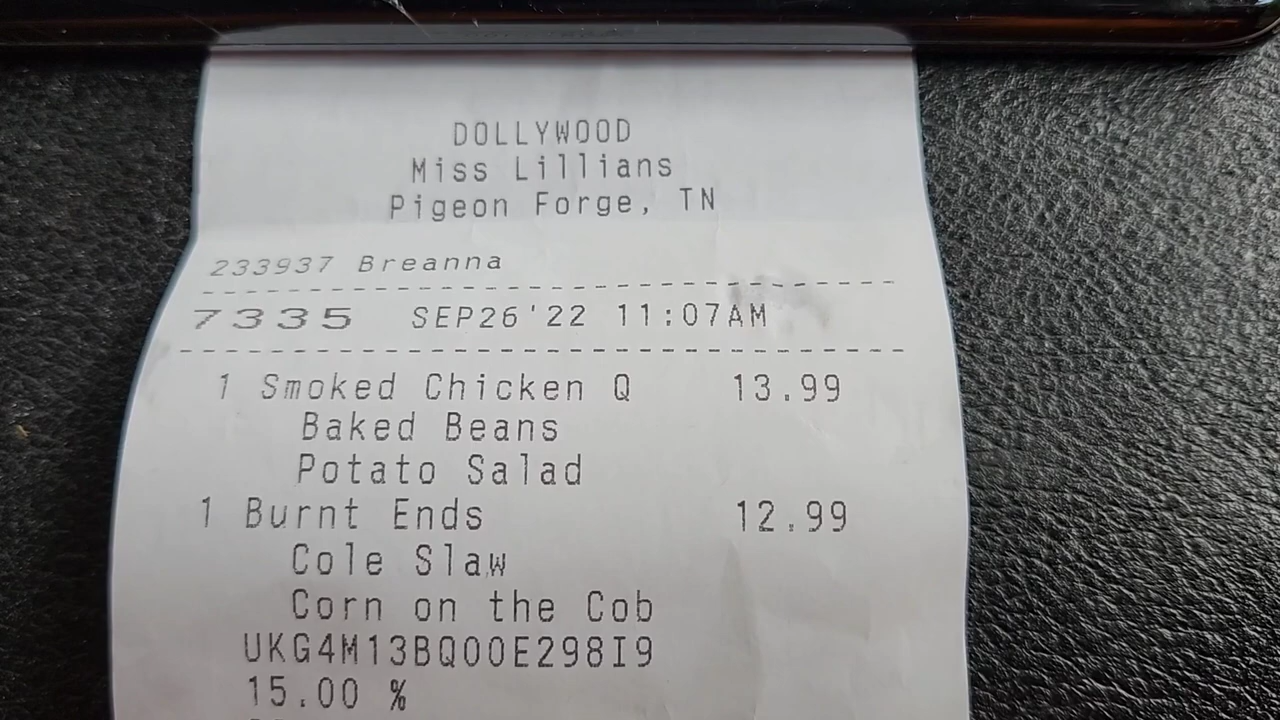 DOLLYWOOD
Miss Lillians
Pigeon Forge, TN
233937 Breanna
7335 SEP26'22 11:07AM
1 Smoked Chicken Q 13.99
Baked Beans
Potato Salad
1 Burnt Ends 12.99
Cole Slaw
Corn on the Cob
UKG4M13BQ00E298I9
15.00 %